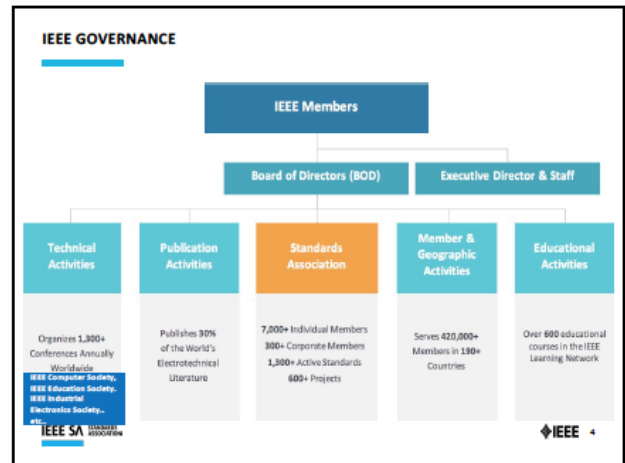 IEEE GOVERNANCE
IEEE Members
Board of Directors (BOD)
Executive Director & Staff
Technical
Activities
Organizes 1,300+
Conferences Annually
Worldwide
IEEE Computer Society,
IEEE Education Society.
IEEE Industrial
Electronics Society..
etc...
Publication
Activities
Publishes 30%
of the World's
Electrotechnical
Literature
Standards
Association
7,000+ Individual Members
300+ Corporate Members
1,300+ Active Standards
600+ Projects
Member &
Geographic
Activities
Serves 420,000+
Members in 190+
Countries
Educational
Activities
Over 600 educational
courses in the IEEE
Learning Network
IEEE SA STANDARDS
ASSOCIATION
IEEE 4